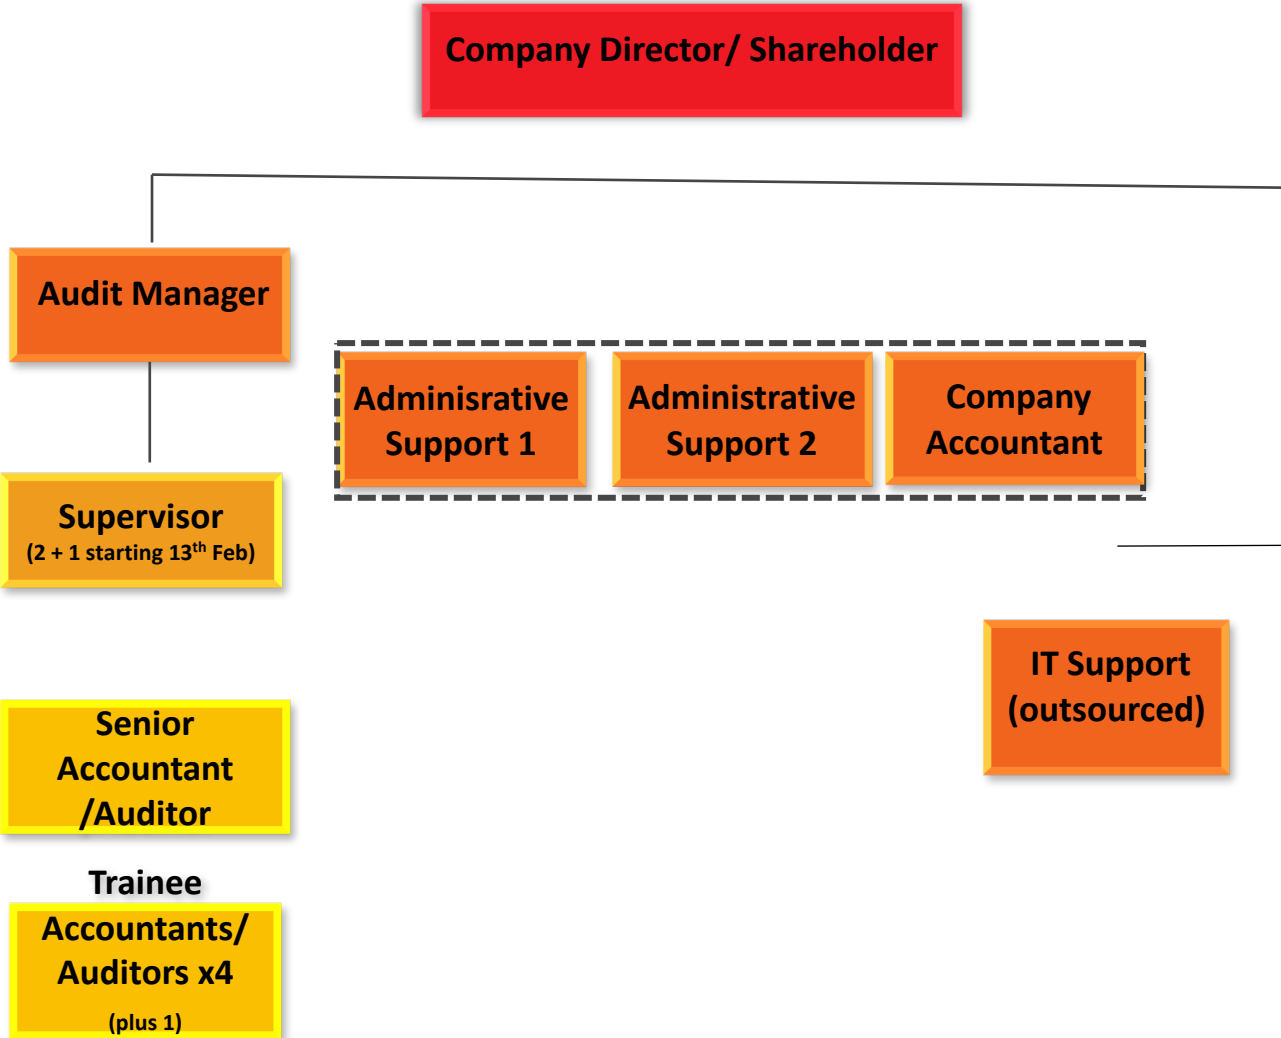 Company Director/ Shareholder
Audit Manager
Adminisrative
Support 1
Administrative
Support 2
Company
Accountant
Supervisor
(2 + 1 starting 13th Feb)
IT Support
(outsourced)
Senior
Accountant
/Auditor
Trainee
Accountants/
Auditors x4
(plus 1)